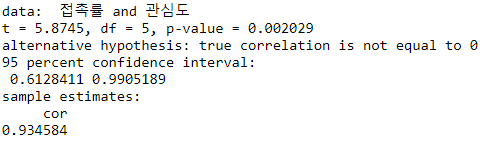 data:  접촉률 and 관심도
t = 5.8745, df = 5, p-value = 0.002029
alternative hypothesis: true correlation is not equal to 0
95 percent confidence interval:
 0.6128411 0.9905189
sample estimates:
     cor
0.934584